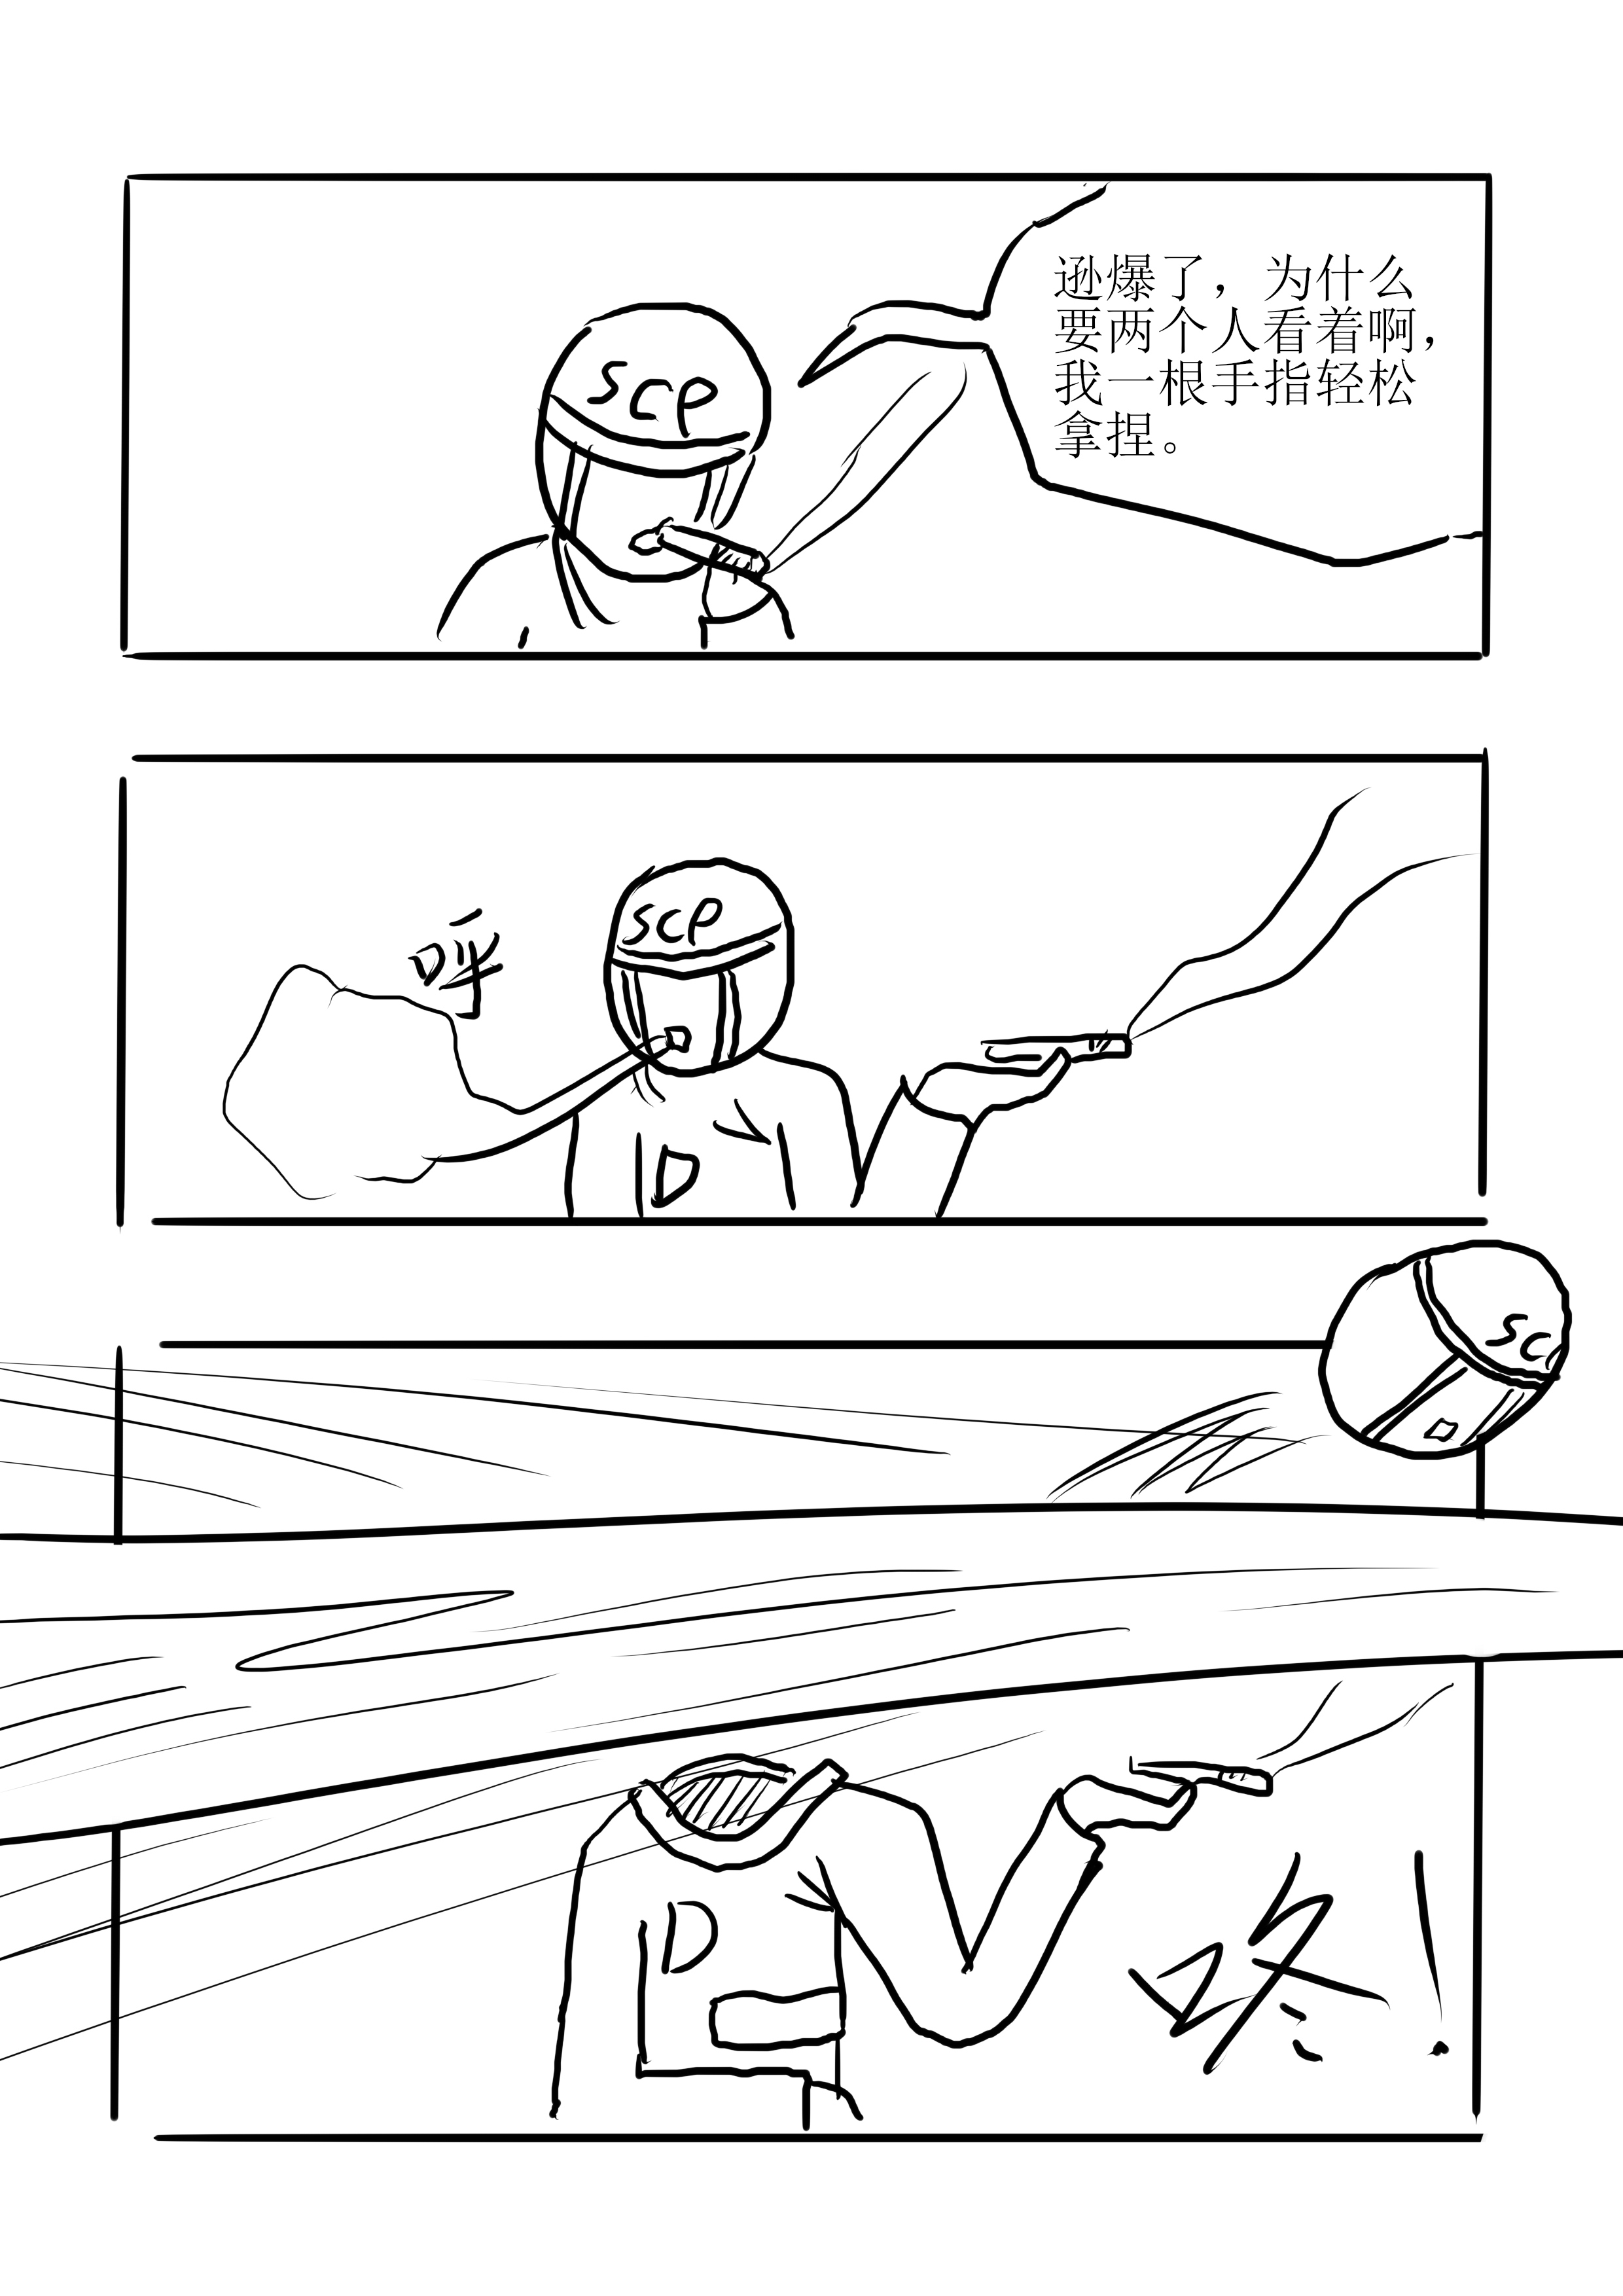 SCP
逊爆了，为什么
要两个人看着啊，
我一根手指轻松
拿捏。
呼
SCP
D
SC
D
咚！